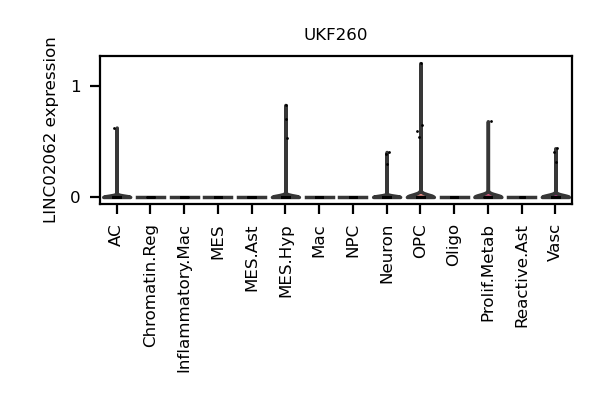 UKF260
LINC02062 expression
1
0
AC
Chromatin.Reg
Inflammatory.Mac
MES
MES.Ast
MES.Hyp
Mac
NPC
Neuron
OPC
Oligo
Prolif.Metab
Reactive.Ast
Vasc